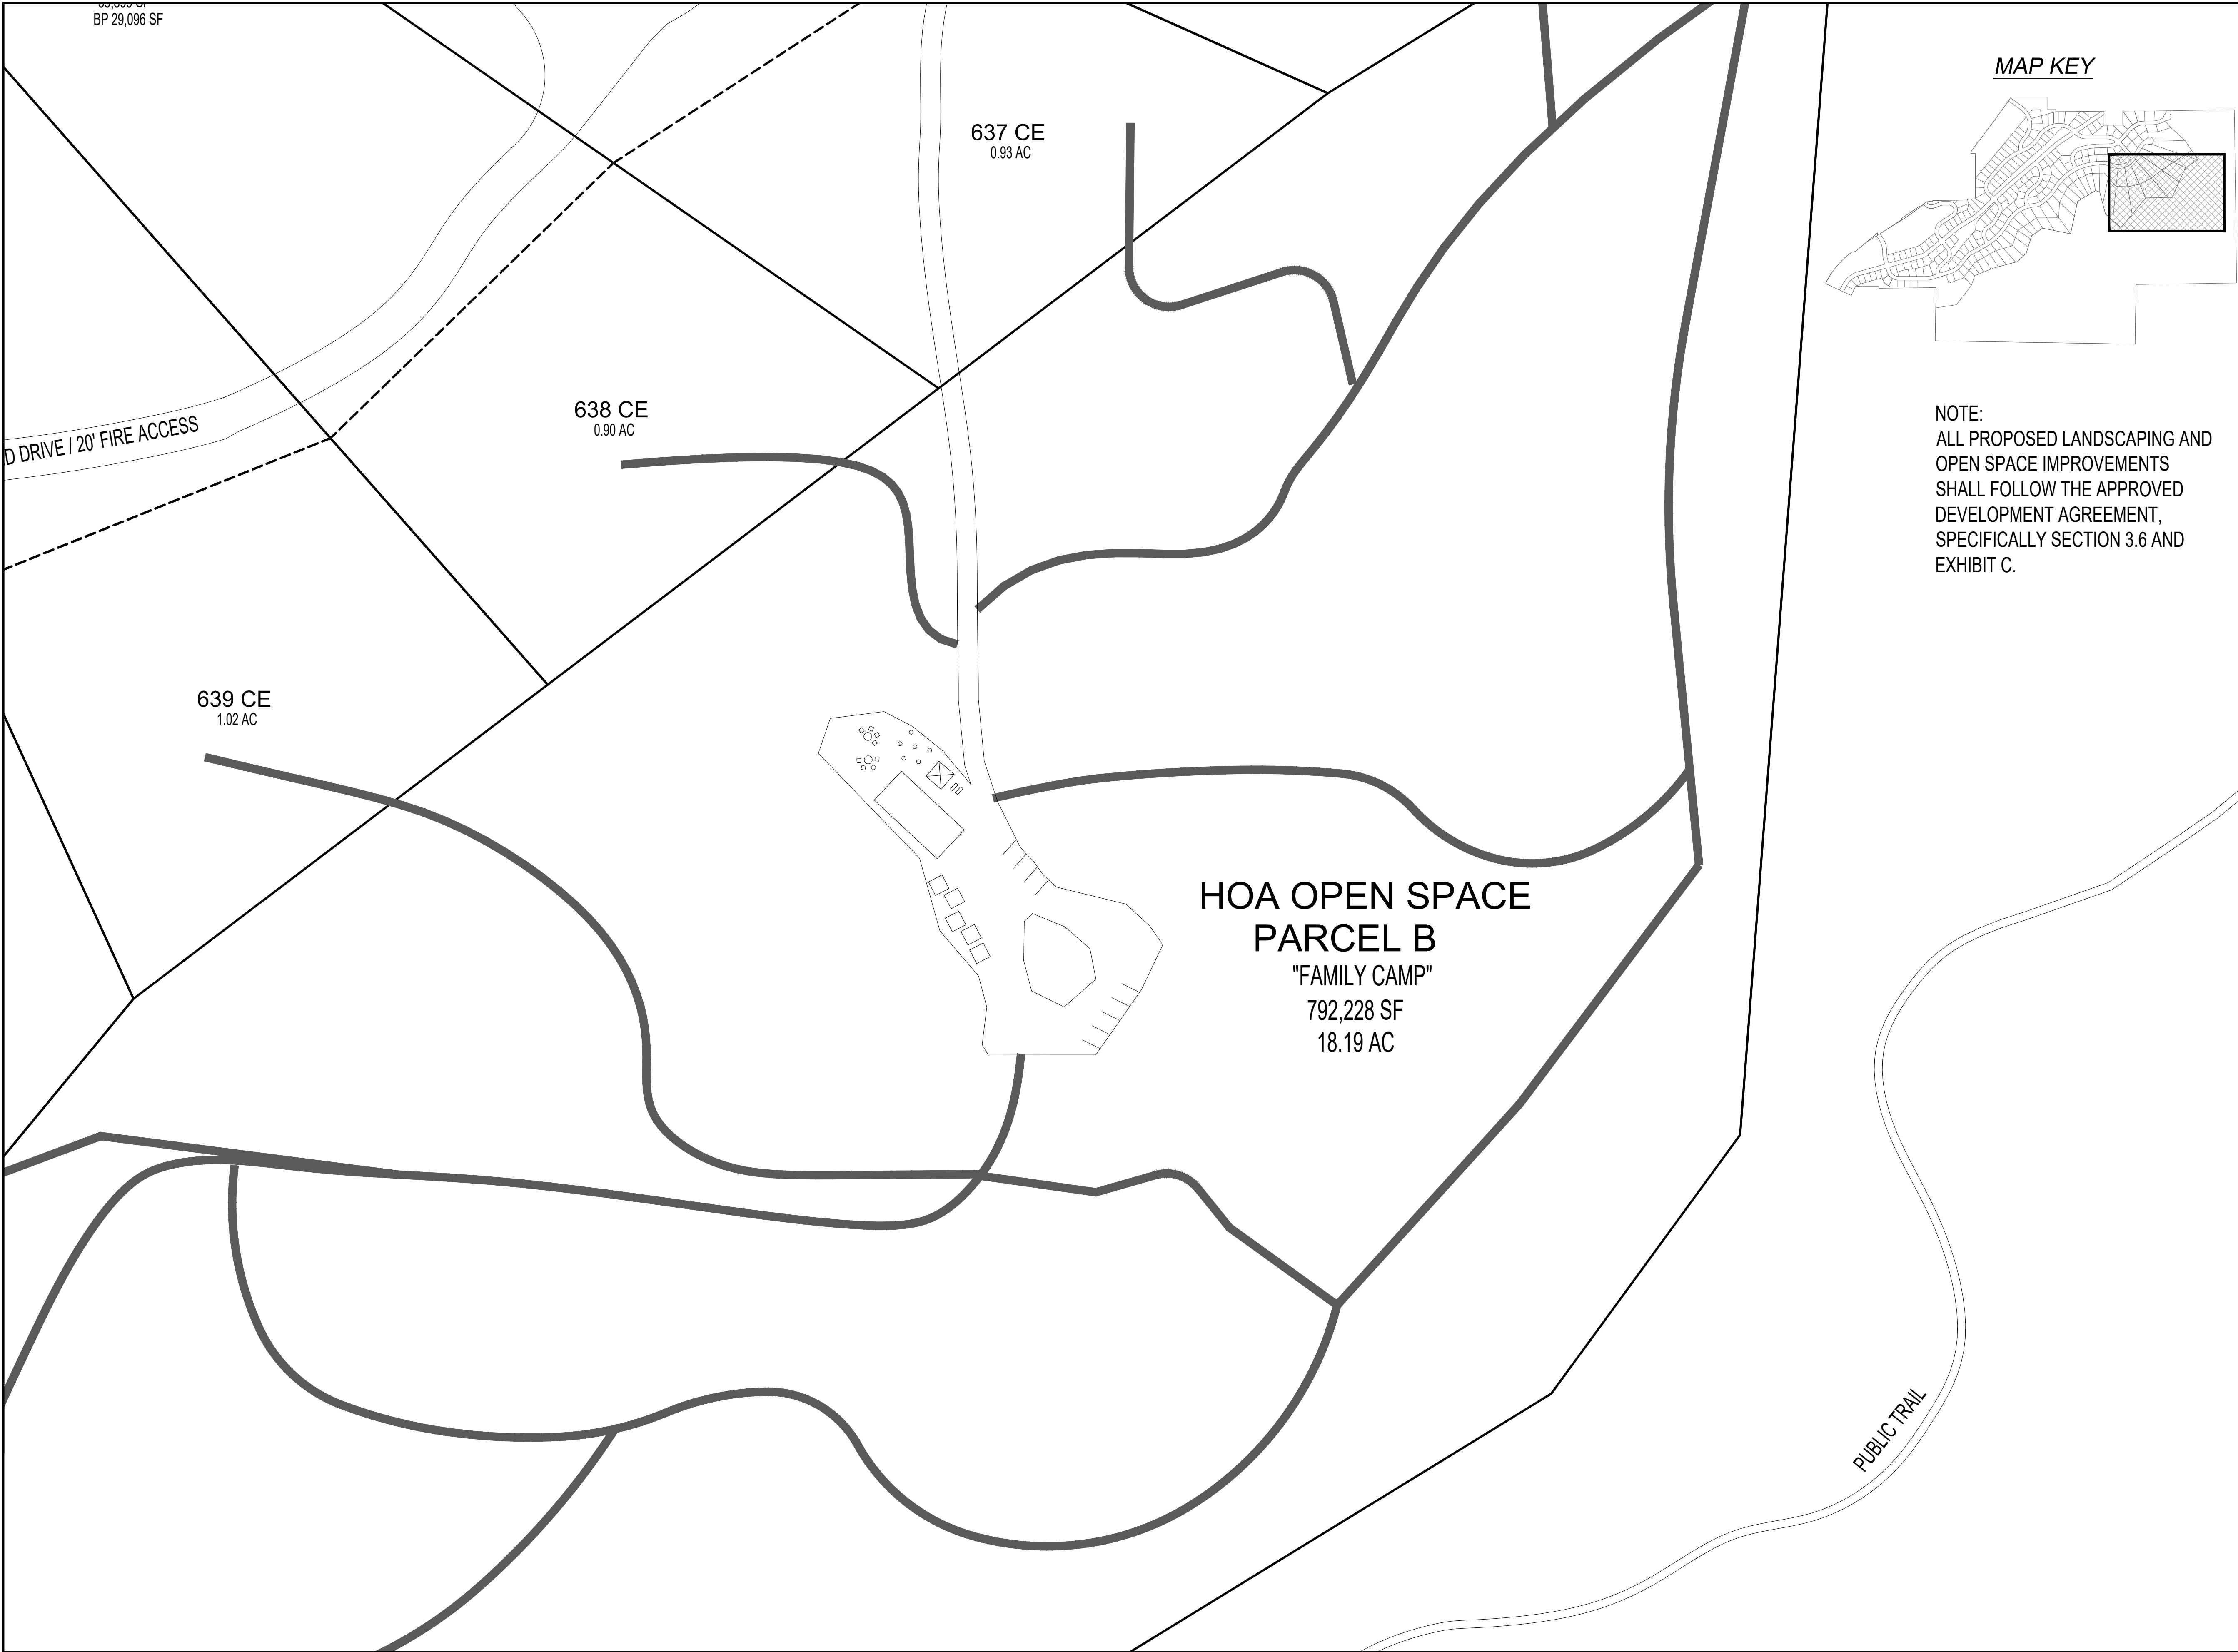 BP 29,096 SF
637 CE
0.93 AC
638 CE
0.90 AC
D DRIVE / 20' FIRE ACCESS
639 CE
1.02 AC
HOA OPEN SPACE
PARCEL B
"FAMILY CAMP"
792,228 SF
18.19 AC
MAP KEY
NOTE:
ALL PROPOSED LANDSCAPING AND
OPEN SPACE IMPROVEMENTS
SHALL FOLLOW THE APPROVED
DEVELOPMENT AGREEMENT,
SPECIFICALLY SECTION 3.6 AND
EXHIBIT C.
PUBLIC TRAIL